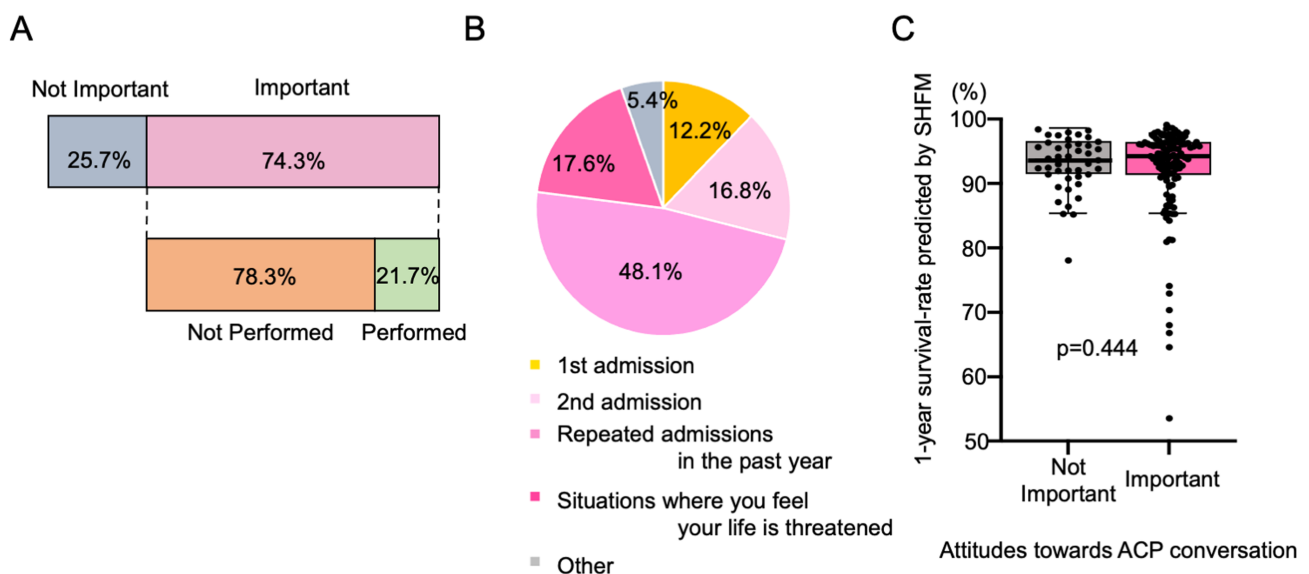 A
Not Important
Important
25.7%
74.3%
78.3%
21.7%
Not Performed
Performed
B
5.4%
12.2%
17.6%
16.8%
48.1%
1st admission
2nd admission
Repeated admissions
in the past year
Situations where you feel
your life is threatened
Other
C
(%)
1-year survival-rate predicted by SHFM
100
90
80
70
60
50
p=0.444
Not
Important
Important
Attitudes towards ACP conversation